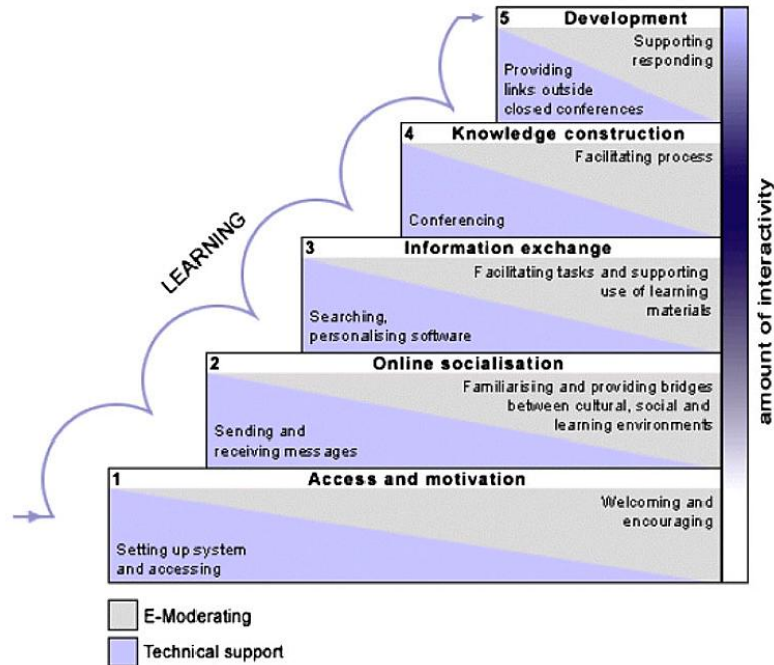 5 Development
Supporting
responding
Providing
links outside
closed conferences
4 Knowledge construction
Facilitating process
Conferencing
3 Information exchange
Facilitating tasks and supporting
use of learning
materials
Searching,
personalising software
2 Online socialisation
Familiarising and providing bridges
between cultural, social and
learning environments
Sending and
receiving messages
1 Access and motivation
Welcoming and
encouraging
Setting up system
and accessing
LEARNING
amount of interactivity
E-Moderating
Technical support